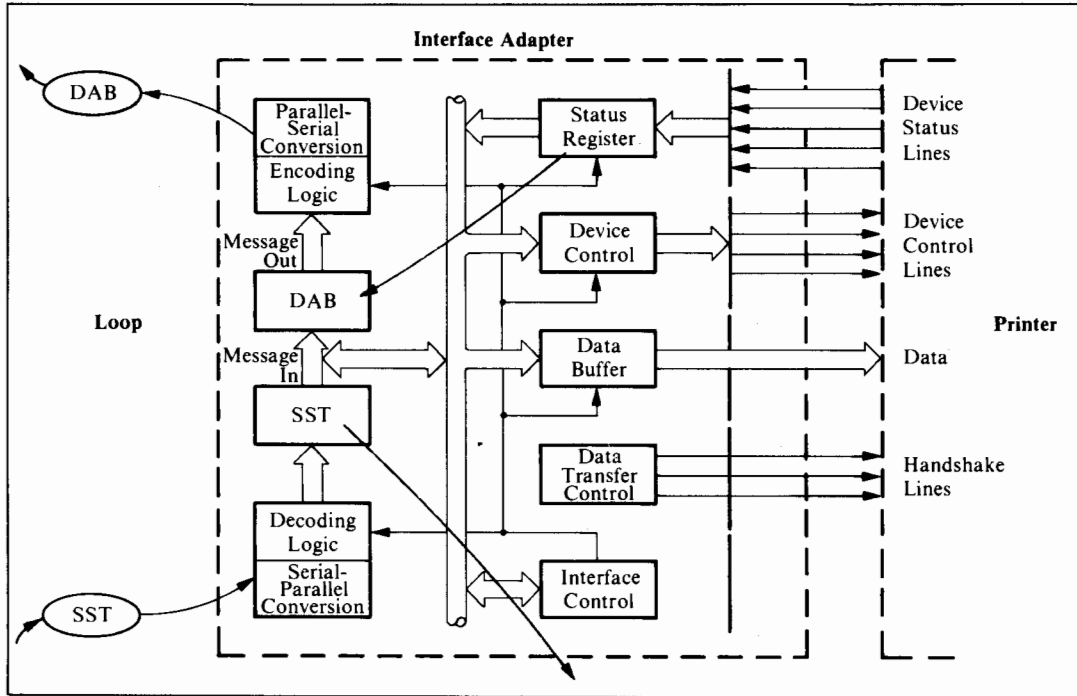 Interface Adapter
DAB
Parallel-
Serial
Conversion
Encoding
Logic
Message
Out
DAB
Message
In
SST
Decoding
Logic
Serial-
Parallel
Conversion
SST
Loop
Status
Register
Device
Control
Data
Buffer
Data
Transfer
Control
Interface
Control
Device
Status
Lines
Device
Control
Lines
Printer
Data
Handshake
Lines